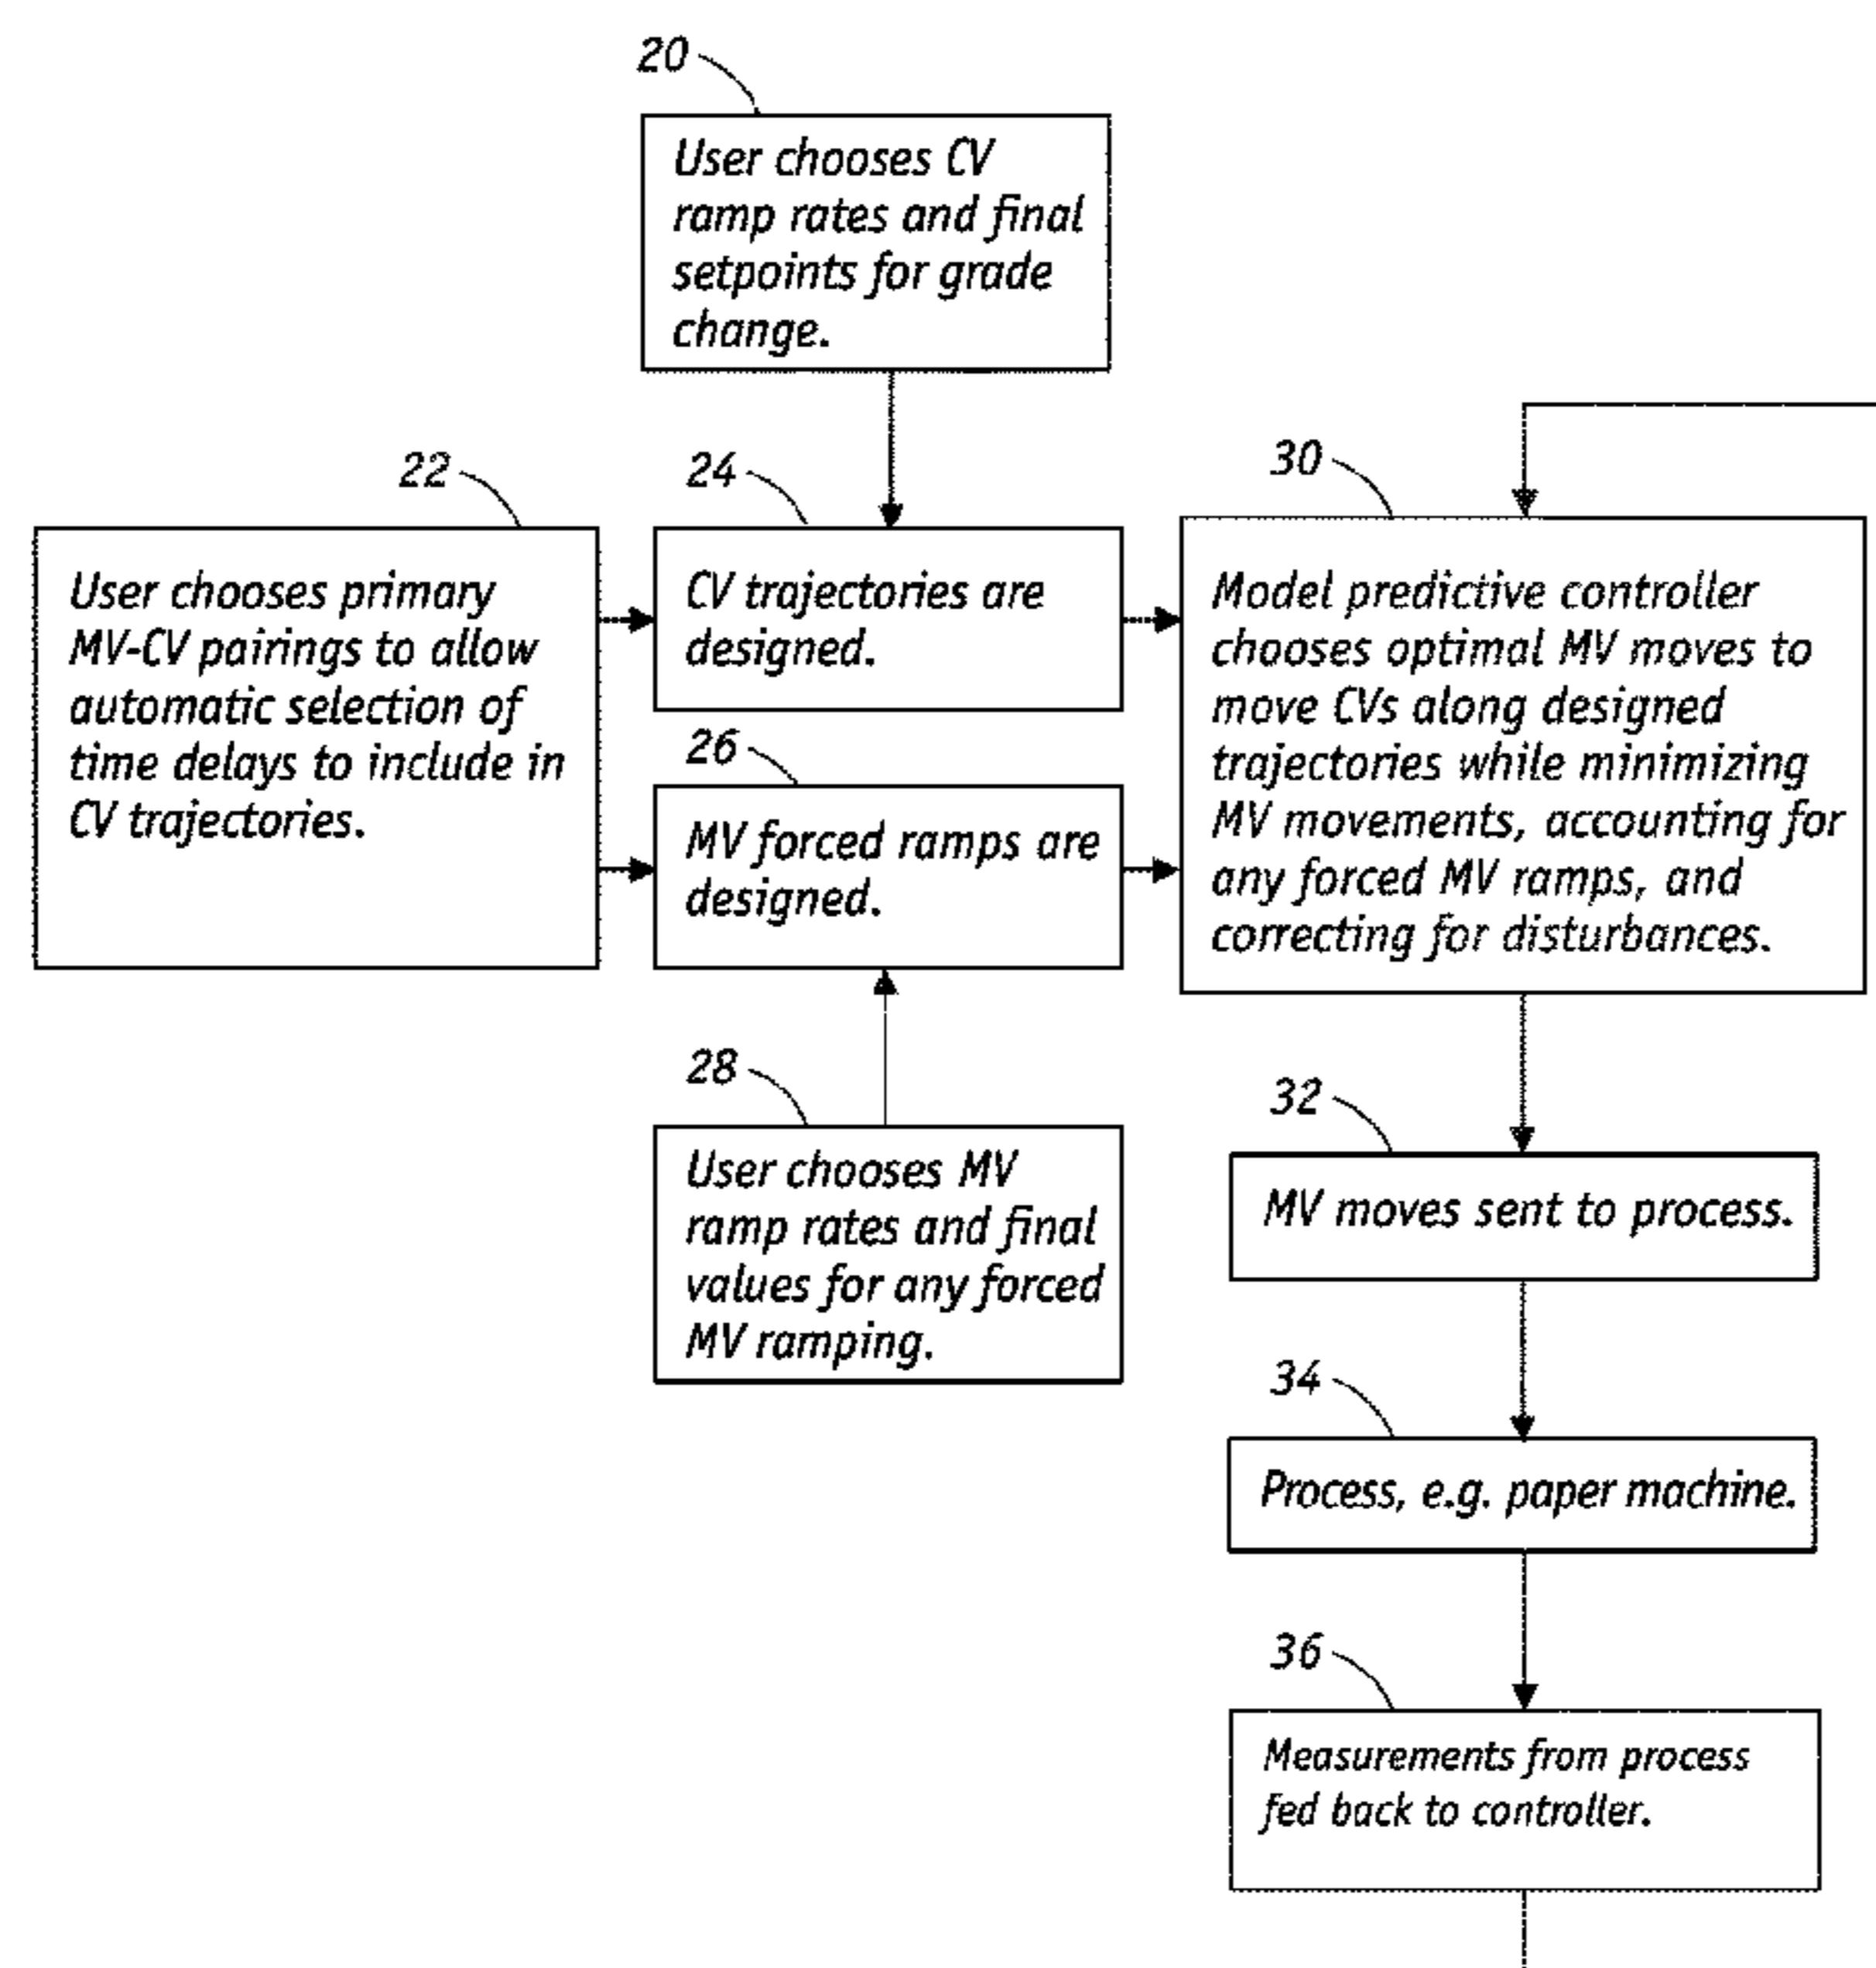 20
User chooses CV
ramp rates and final
setpoints for grade
change.
22
User chooses primary
MV-CV pairings to allow
automatic selection of
time delays to include in
CV trajectories.
24
CV trajectories are
designed.
26
MV forced ramps are
designed.
28
User chooses MV
ramp rates and final
values for any forced
MV ramping.
30
Model predictive controller
chooses optimal MV moves to
move CVs along designed
trajectories while minimizing
MV movements, accounting for
any forced MV ramps, and
correcting for disturbances.
32
MV moves sent to process.
34
Process, e.g. paper machine.
36
Measurements from process
fed back to controller.